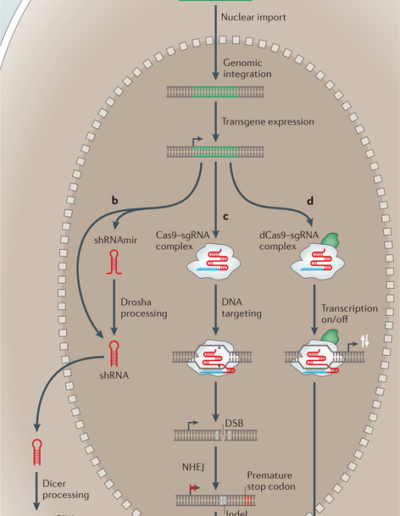 Nuclear import
Genomic
integration
Transgene expression
b
c
d
shRNAmir
Cas9–sgRNA
complex
dCas9–sgRNA
complex
Drosha
processing
DNA
targeting
Transcription
on/off
shRNA
DSB
NHEJ
Premature
stop codon
Dicer
processing
Indel